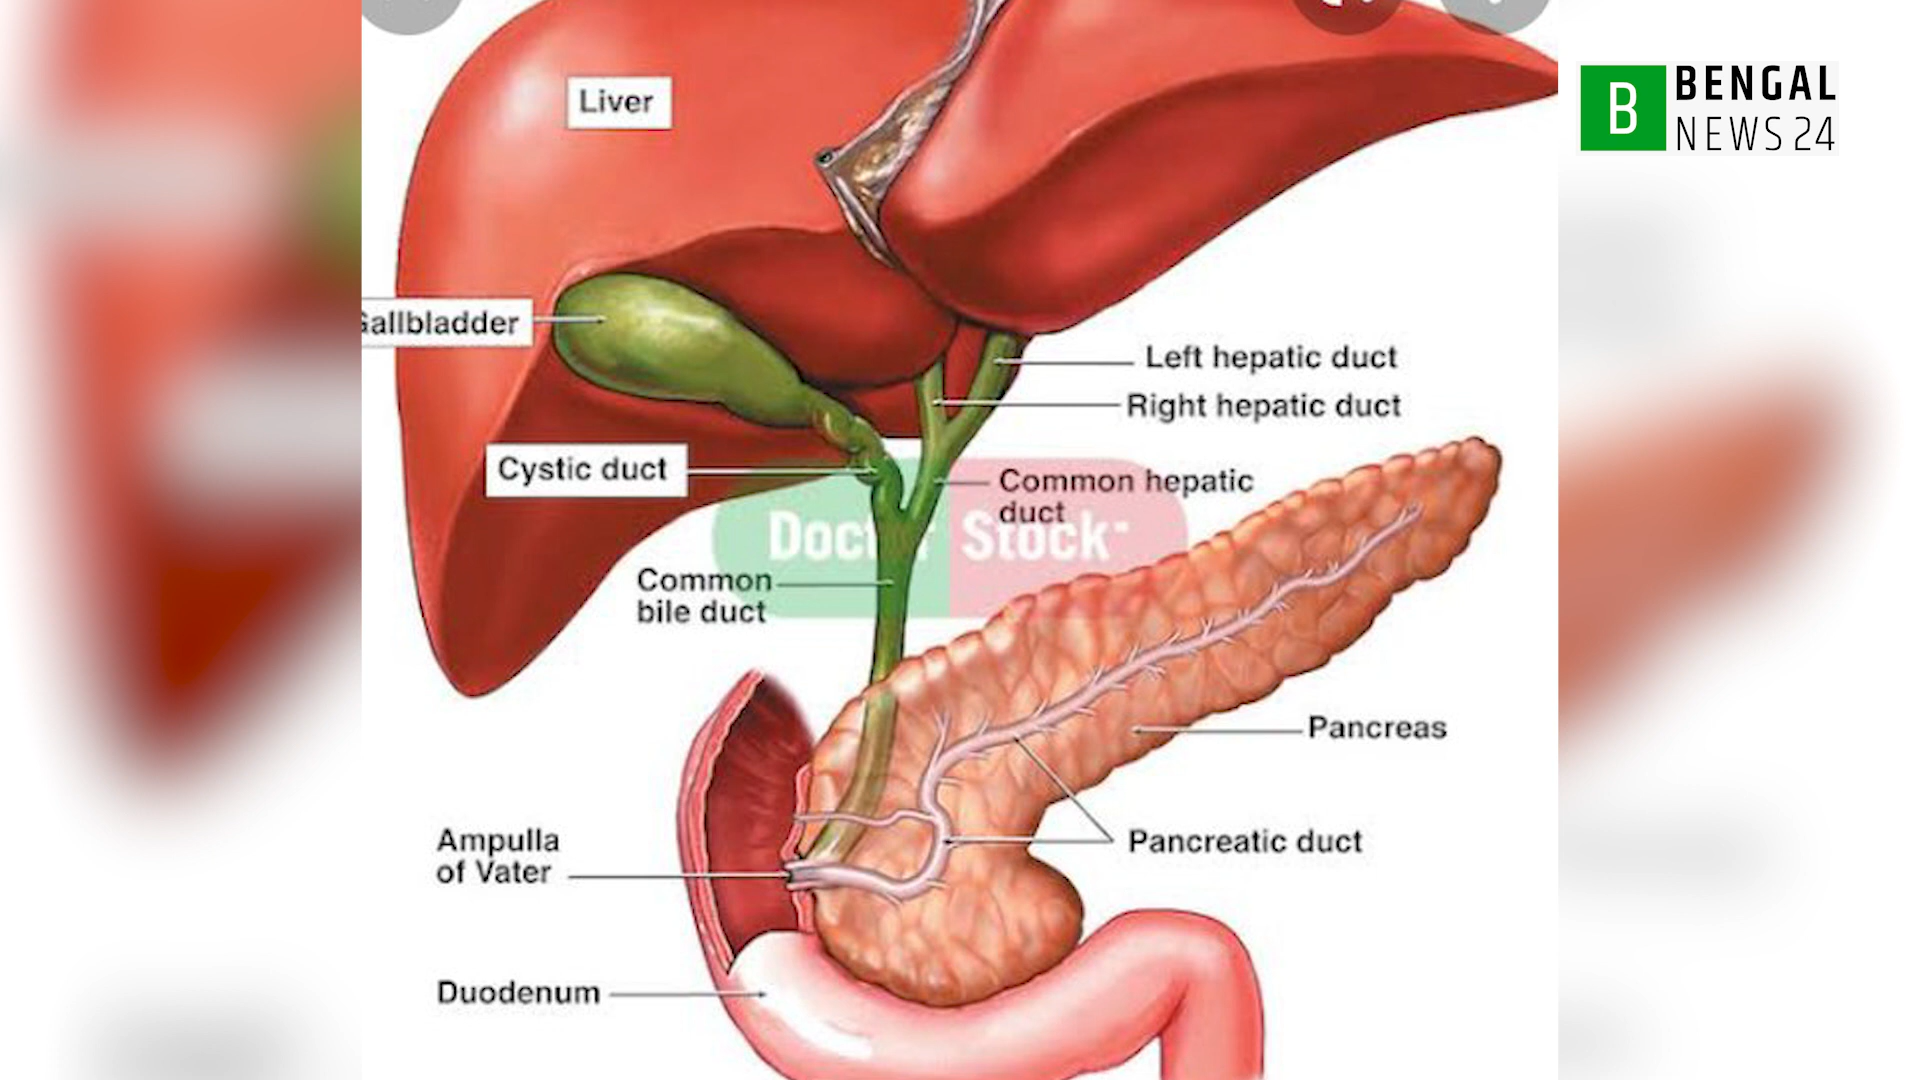 Liver
B
BENGAL
NEWS 24
Gallbladder
Left hepatic duct
Right hepatic duct
Cystic duct
Common hepatic
duct
Doctor Stock
Common
bile duct
Pancreas
Ampulla
of Vater
Pancreatic duct
Duodenum